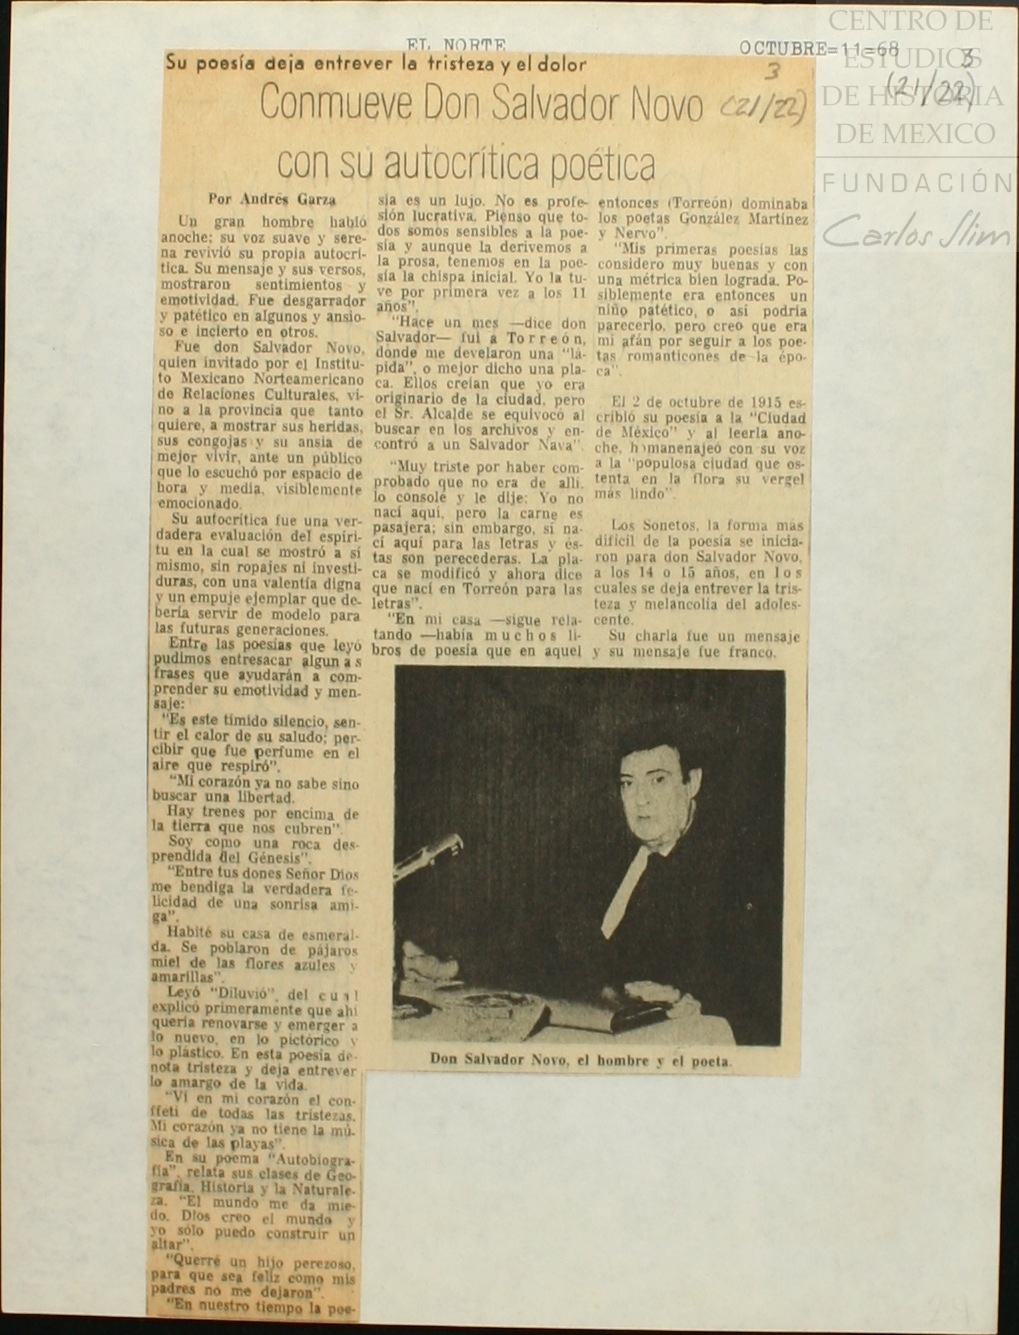 EL NORTE
OCTUBRE=11=68
3
(21/22)
CENTRO DE
ESTUDIOS
DE HISTORIA
DE MEXICO
FUNDACIÓN
Carlos Slim
Su poesía deja entrever la tristeza y el dolor
3
(21/22)
Conmueve Don Salvador Novo
con su autocrítica poética
Por Andrés Garza
Un gran hombre habló
anoche; su voz suave y sere-
na revivió su propia autocrí-
tica. Su mensaje y sus versos,
mostraron sentimientos y
emotividad. Fue desgarrador
y patético en algunos y ansio-
so e incierto en otros.
Fue don Salvador Novo,
quien invitado por el Institu-
to Mexicano Norteamericano
de Relaciones Culturales, vi-
no a la provincia que tanto
quiere, a mostrar sus heridas,
sus congojas y su ansia de
mejor vivir, ante un público
que lo escuchó por espacio de
hora y media, visiblemente
emocionado.
Su autocrítica fue una ver-
dadera evaluación del espíri-
tu en la cual se mostró a sí
mismo, sin ropajes ni investi-
duras, con una valentía digna
y un empuje ejemplar que de-
bería servir de modelo para
las futuras generaciones.
Entre las poesías que leyó
pudimos entresacar algun a s
frases que ayudarán a com-
prender su emotividad y men-
saje:
"Es este tímido silencio, sen-
tir el calor de su saludo; per-
cibir que fue perfume en el
aire que respiró".
"Mi corazón ya no sabe sino
buscar una libertad.
Hay trenes por encima de
la tierra que nos cubren".
Soy como una roca des-
prendida del Génesis".
"Entre tus dones Señor Dios
me bendiga la verdadera fe-
licidad de una sonrisa ami-
ga".
Habité su casa de esmeral-
da. Se poblaron de pájaros
miel de las flores azules y
amarillas".
Leyó "Diluvió", del c u a l
explicó primeramente que ahí
quería renovarse y emerger a
lo nuevo, en lo pictórico y
lo plástico. En esta poesía de-
nota tristeza y deja entrever
lo amargo de la vida.
"Vi en mi corazón el con-
ffeti de todas las tristezas.
Mi corazón ya no tiene la mú-
sica de las playas".
En su poema "Autobiogra-
fía", relata sus clases de Geo-
grafía, Historia y la Naturale-
za. "El mundo me da mie-
do. Dios creo el mundo y
yo sólo puedo construir un
altar".
"Querré un hijo perezoso,
para que sea feliz como mis
padres no me dejaron".
"En nuestro tiempo la poe-
sía es un lujo. No es profe-
sión lucrativa. Pienso que to-
dos somos sensibles a la poe-
sía y aunque la derivemos a
la prosa, tenemos en la poe-
sía la chispa inicial. Yo la tu-
ve por primera vez a los 11
años".
"Hace un mes —dice don
Salvador— fui a Torreón,
donde me develaron una "lá-
pida", o mejor dicho una pla-
ca. Ellos creían que yo era
originario de la ciudad, pero
el Sr. Alcalde se equivocó al
buscar en los archivos y en-
contró a un Salvador Nava".
"Muy triste por haber com-
probado que no era de allí.
lo consolé y le dije: Yo no
nací aquí, pero la carne es
pasajera; sin embargo, sí na-
cí aquí para las letras y és-
tas son perecederas. La pla-
ca se modificó y ahora dice
que nací en Torreón para las
letras".
"En mi casa —sigue rela-
tando —había m u c h o s li-
bros de poesía que en aquel
entonces (Torreón) dominaba
los poetas González Martínez
y Nervo".
"Mis primeras poesías las
considero muy buenas y con
una métrica bien lograda. Po-
siblemente era entonces un
niño patético, o así podría
parecerlo, pero creo que era
mi afán por seguir a los poe-
tas romanticones de la épo-
ca".
El 2 de octubre de 1915 es-
cribió su poesía a la "Ciudad
de México" y al leerla ano-
che, homanenajeó con su voz
a la "populosa ciudad que os-
tenta en la flora su vergel
más lindo".
Los Sonetos, la forma más
difícil de la poesía se inicia-
ron para don Salvador Novo,
a los 14 o 15 años, en l o s
cuales se deja entrever la tris-
teza y melancolía del adoles-
cente.
Su charla fue un mensaje
y su mensaje fue franco.
Don Salvador Novo, el hombre y el poeta.